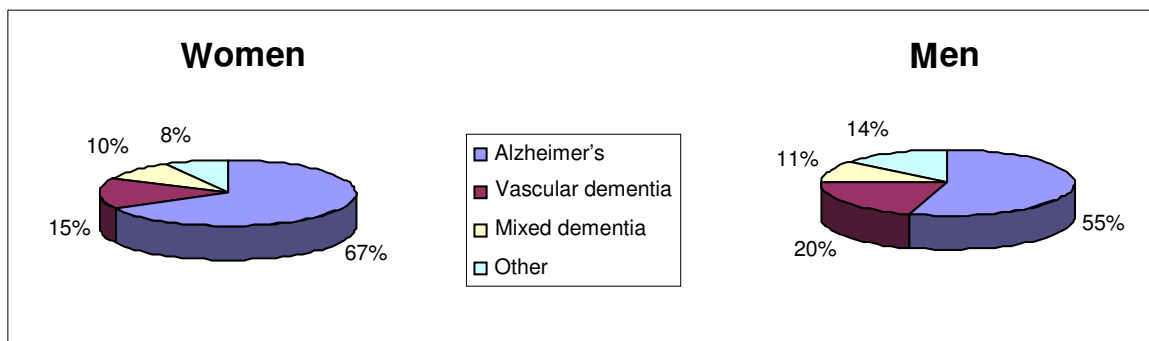 Women
8%
10%
15%
67%
Alzheimer's
Vascular dementia
Mixed dementia
Other
Men
14%
11%
20%
55%